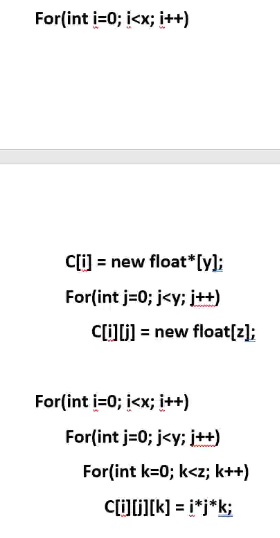 For(int i=0; i<x; i++)
C[i] = new float*[y];
For(int j=0; j<y; j++)
C[i][j] = new float[z];
For(int i=0; i<x; i++)
For(int j=0; j<y; j++)
For(int k=0; k<z; k++)
C[i][j][k] = i*j*k;